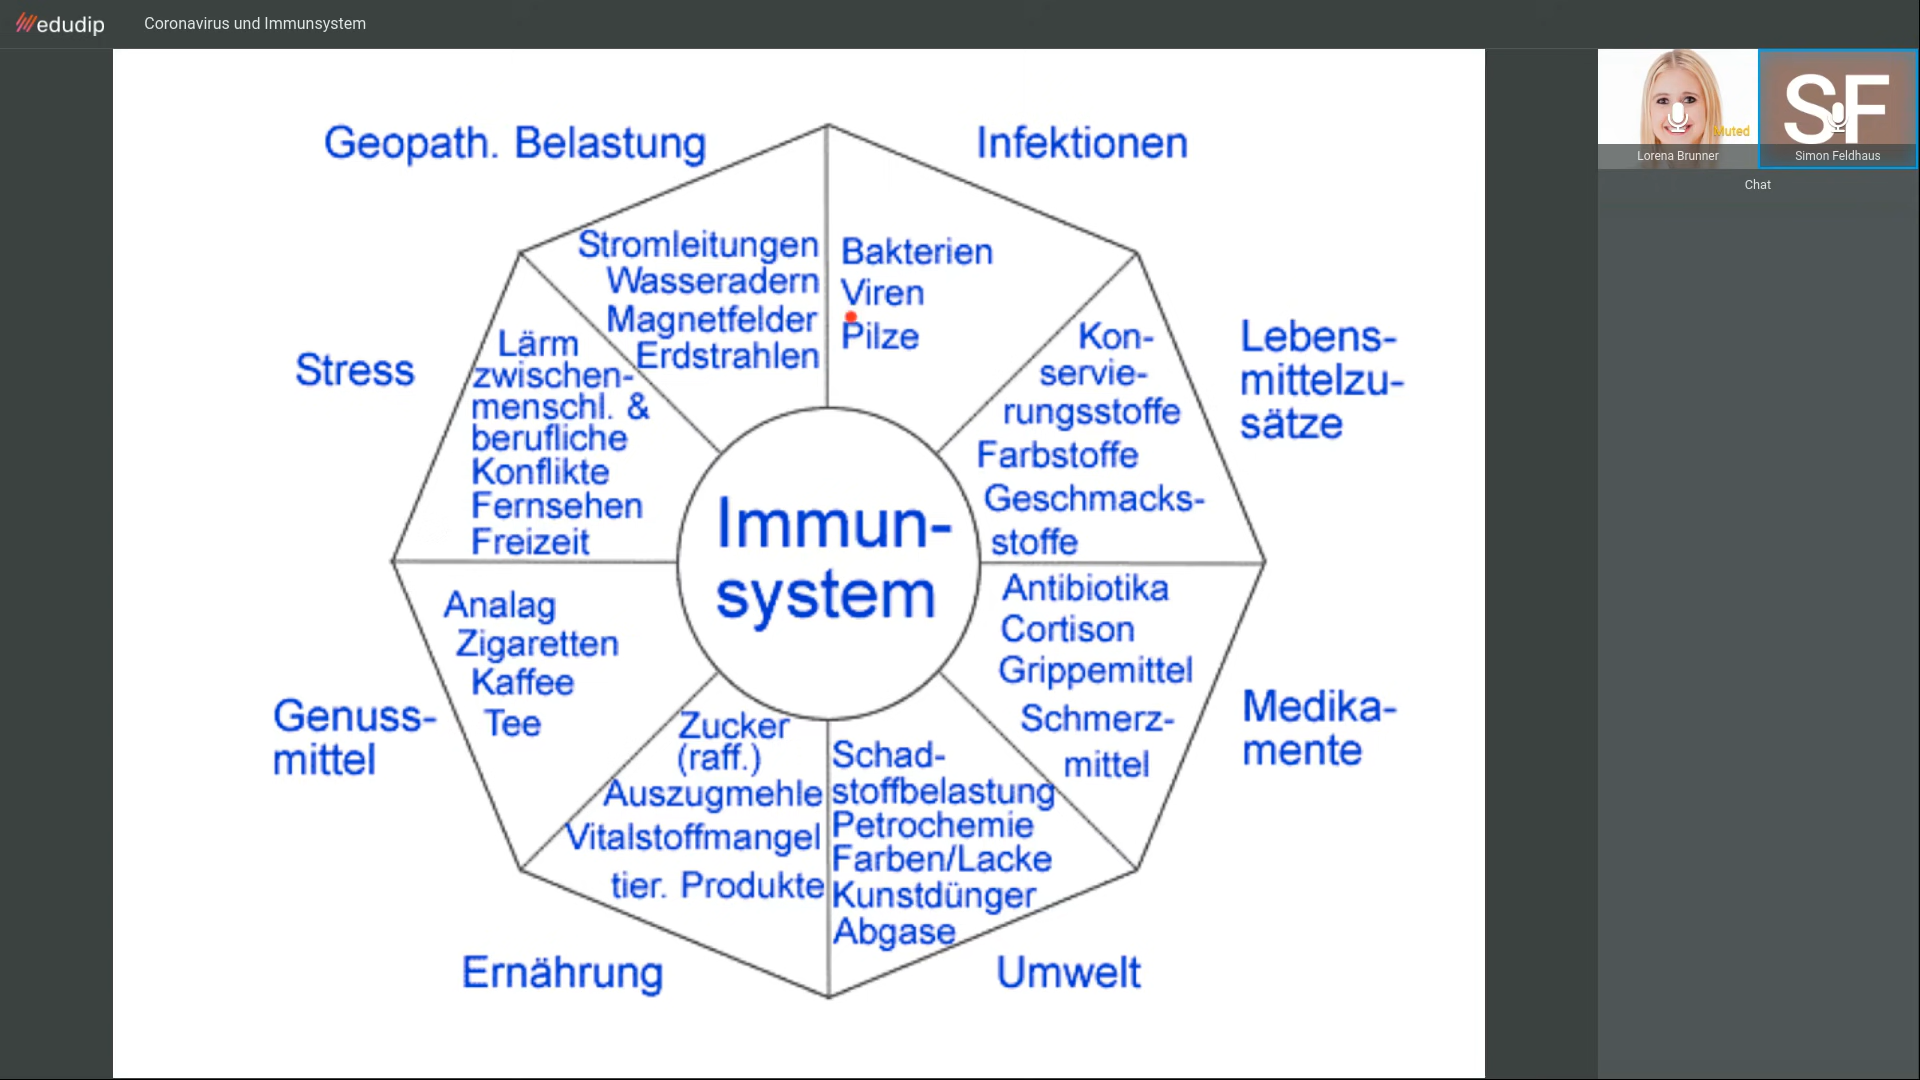 edudip
Coronavirus und Immunsystem
Geopath. Belastung
Infektionen
Stromleitungen
Wasseradern
Magnetfelder
Erdstrahlen
Bakterien
Viren
Pilze
Stress
Lärm
zwischen-
menschl. &
berufliche
Konflikte
Fernsehen
Freizeit
Kon-
servie-
rungsstoffe
Farbstoffe
Geschmacks-
stoffe
Lebens-
mittelzu-
sätze
Immun-
system
Analag
Zigaretten
Kaffee
Tee
Genuss-
mittel
Antibiotika
Cortison
Grippemittel
Schmerz-
mittel
Medika-
mente
Zucker
(raff.)
Auszugmehle
Vitalstoffmangel
tier. Produkte
Schad-
stoffbelastung
Petrochemie
Farben/Lacke
Kunstdünger
Abgase
Ernährung
Umwelt
Muted
Lorena Brunner
SF
Simon Feldhaus
Chat